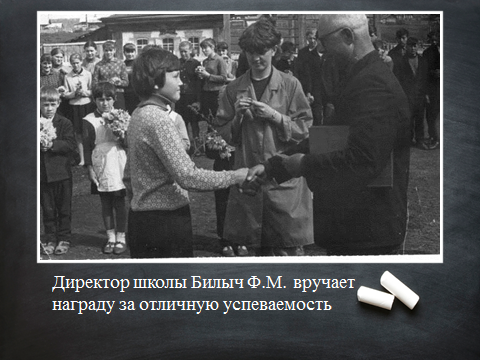 Директор школы Билыч Ф.М. вручает
награду за отличную успеваемость